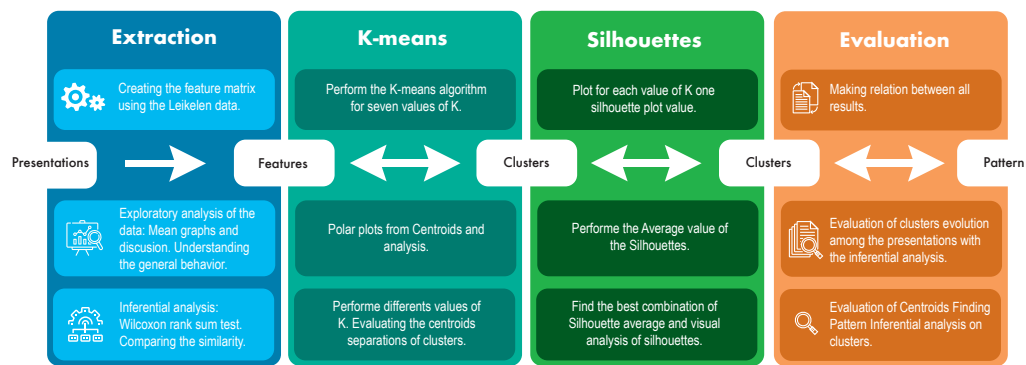 Extraction
Creating the feature matrix
using the Leikelen data.
Exploratory analysis of the
data: Mean graphs and
discusion. Understanding
the general behavior.
Inferential analysis:
Wilcoxon rank sum test.
Comparing the similarity.
K-means
Perform the K-means algorithm
for seven values of K.
Polar plots from Centroids and
analysis.
Performe differents values of
K. Evaluating the centroids
separations of clusters.
Silhouettes
Plot for each value of K one
silhouette plot value.
Performe the Average value of
the Silhouettes.
Find the best combination of
Silhouette average and visual
analysis of silhouettes.
Evaluation
Making relation between all
results.
Evaluation of clusters evolution
among the presentations with
the inferential analysis.
Evaluation of Centroids Finding
Pattern Inferential analysis on
clusters.
Presentations
Features
Clusters
Clusters
Pattern